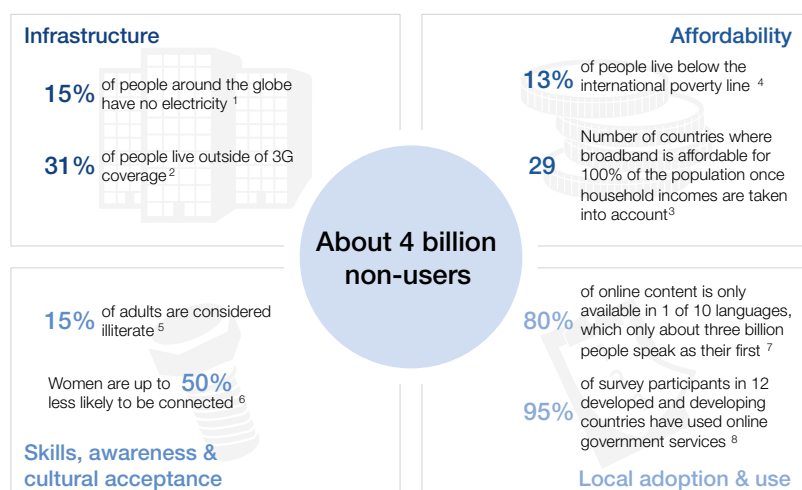 Infrastructure
15% of people around the globe
have no electricity 1
31% of people live outside of 3G
coverage 2
Affordability
13% of people live below the
international poverty line 4
29 Number of countries where
broadband is affordable for
100% of the population once
household incomes are taken
into account3
About 4 billion
non-users
15% of adults are considered
illiterate 5
Women are up to 50%
less likely to be connected 6
Skills, awareness &
cultural acceptance
80% of online content is only
available in 1 of 10 languages,
which only about three billion
people speak as their first 7
95% of survey participants in 12
developed and developing
countries have used online
government services 8
Local adoption & use